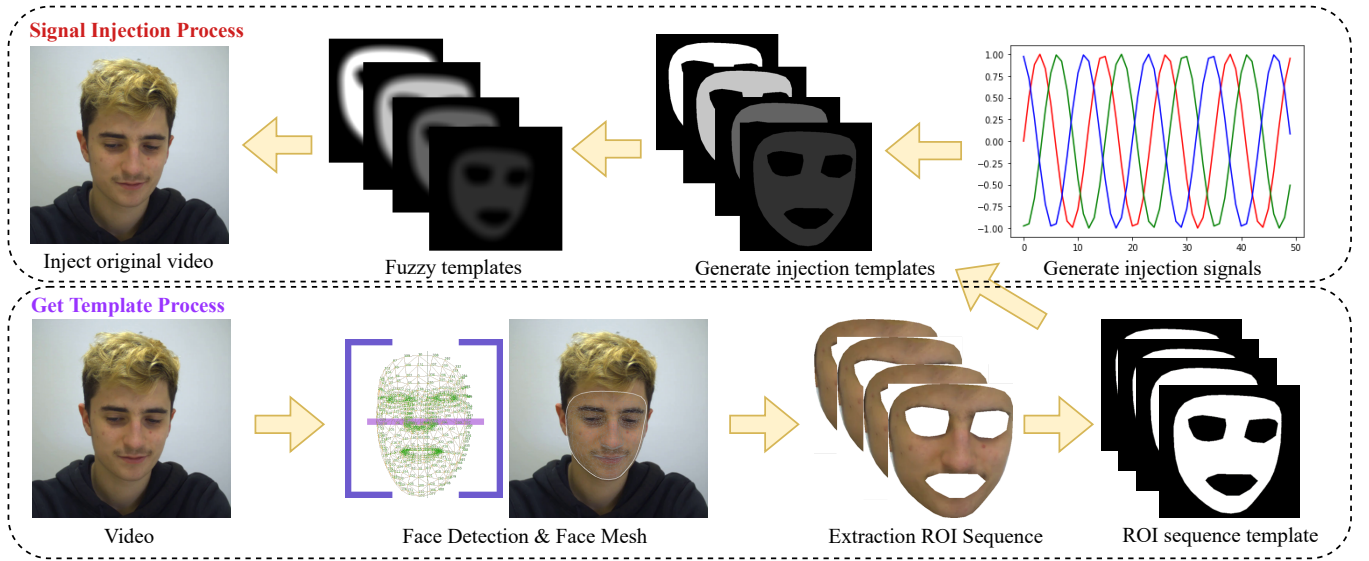 Signal Injection Process
1.00
0.75
0.50
0.25
0.00
−0.25
−0.50
−0.75
−1.00
0 10 20 30 40 50
Inject original video
Fuzzy templates
Generate injection templates
Generate injection signals
Get Template Process
Video
Face Detection & Face Mesh
Extraction ROI Sequence
ROI sequence template